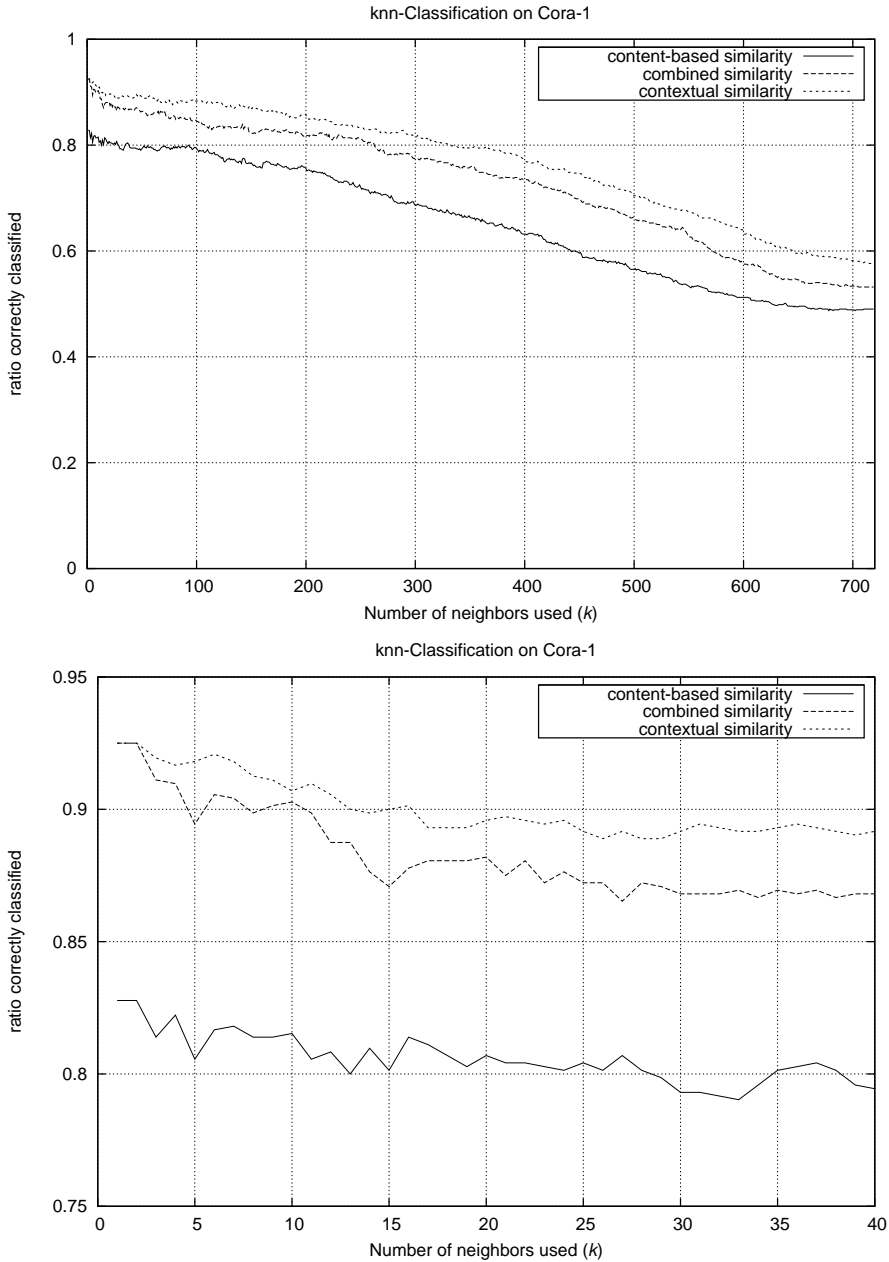 knn-Classification on Cora-1
content-based similarity
combined similarity
contextual similarity
1
0.8
0.6
0.4
0.2
0
ratio correctly classified
0 100 200 300 400 500 600 700
Number of neighbors used (k)
knn-Classification on Cora-1
content-based similarity
combined similarity
contextual similarity
0.95
0.9
0.85
0.8
0.75
ratio correctly classified
0 5 10 15 20 25 30 35 40
Number of neighbors used (k)